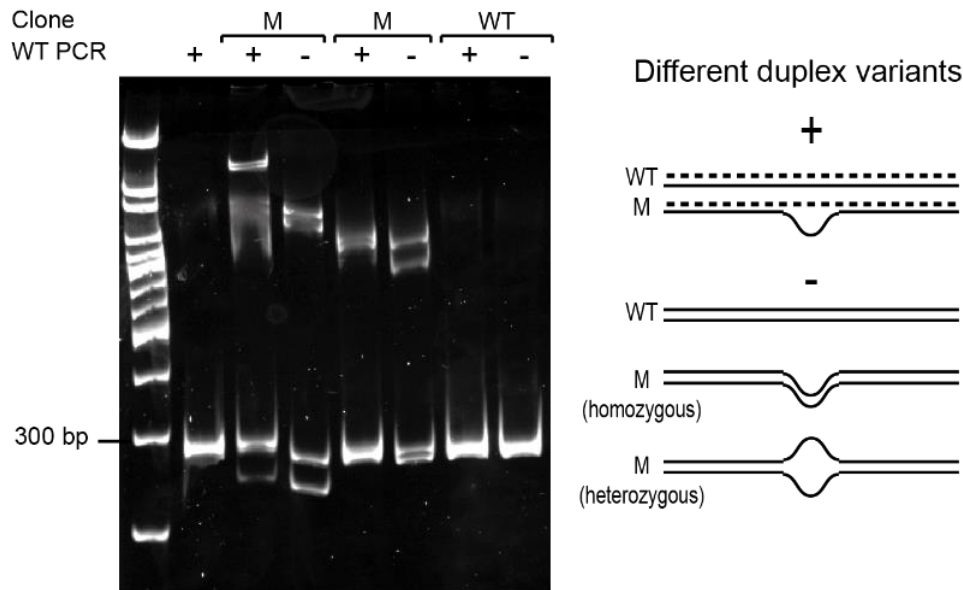 Clone M M WT
WT PCR + + - + - + -
300 bp
Different duplex variants
+
WT
M
-
WT
M
(homozygous)
M
(heterozygous)